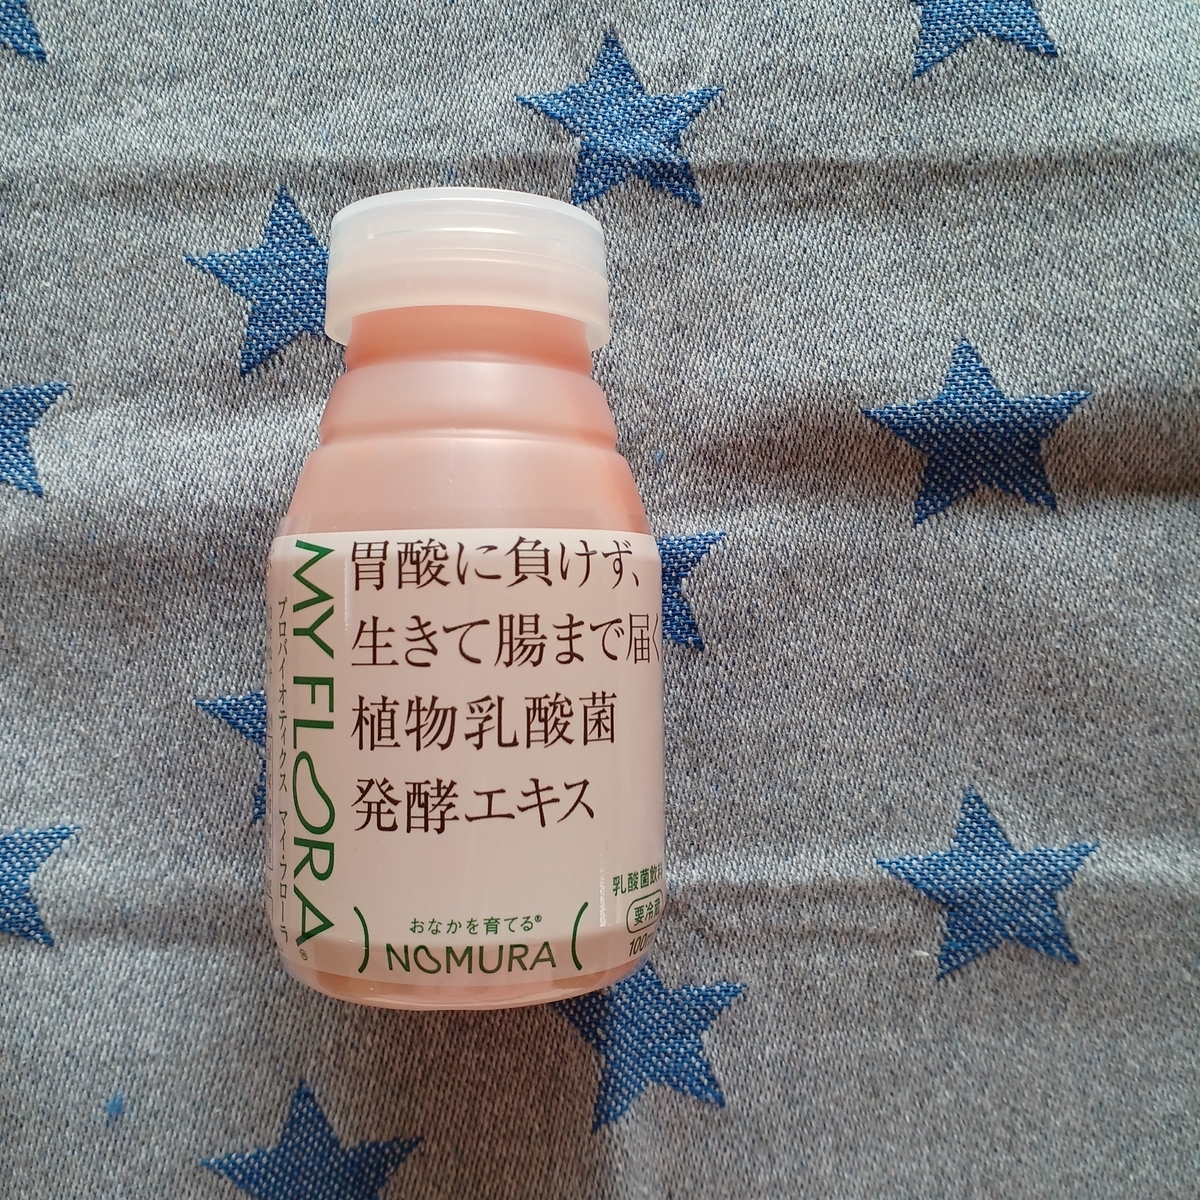 胃酸に負けず、
生きて腸まで届く
植物乳酸菌
発酵エキス
MY FLORA®
プロバイオティクス マイ・フローラ
乳酸菌飲料
要冷蔵
おなかを育てる®
NOMURA